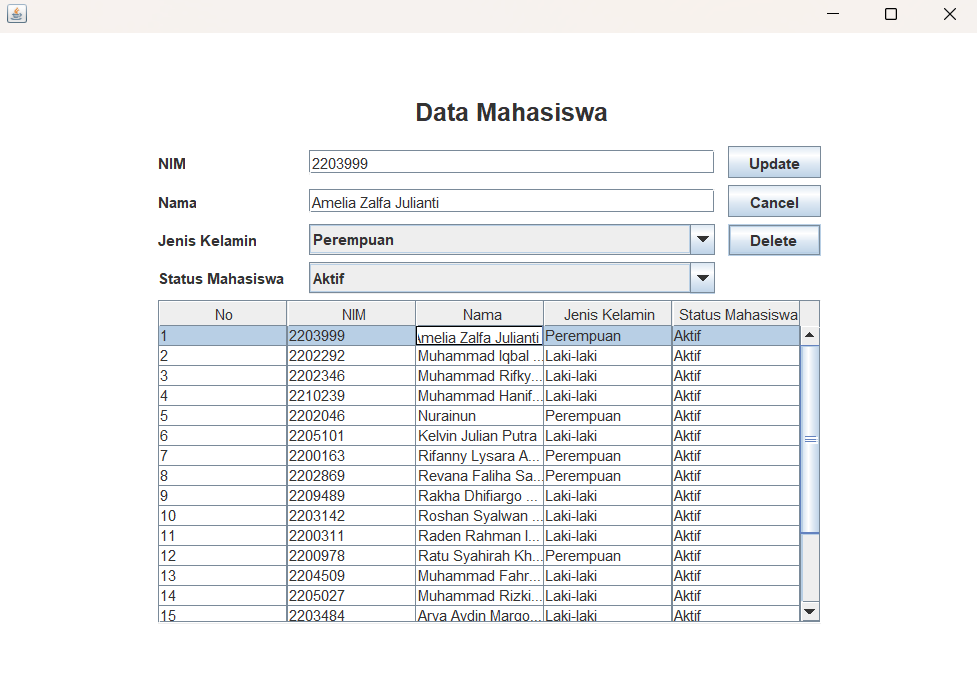 Data Mahasiswa
NIM 2203999 Update
Nama Amelia Zalfa Julianti Cancel
Jenis Kelamin Perempuan Delete
Status Mahasiswa Aktif
No NIM Nama Jenis Kelamin Status Mahasiswa
1 2203999 Amelia Zalfa Julianti Perempuan Aktif
2 2202292 Muhammad Iqbal ... Laki-laki Aktif
3 2202346 Muhammad Rifky... Laki-laki Aktif
4 2210239 Muhammad Hanif... Laki-laki Aktif
5 2202046 Nurainun Perempuan Aktif
6 2205101 Kelvin Julian Putra Laki-laki Aktif
7 2200163 Rifanny Lysara A... Perempuan Aktif
8 2202869 Revana Faliha Sa... Perempuan Aktif
9 2209489 Rakha Dhifiargo ... Laki-laki Aktif
10 2203142 Roshan Syalwan ... Laki-laki Aktif
11 2200311 Raden Rahman I... Laki-laki Aktif
12 2200978 Ratu Syahirah Kh... Perempuan Aktif
13 2204509 Muhammad Fahr... Laki-laki Aktif
14 2205027 Muhammad Rizki... Laki-laki Aktif
15 2203484 Arya Aydin Margo... Laki-laki Aktif